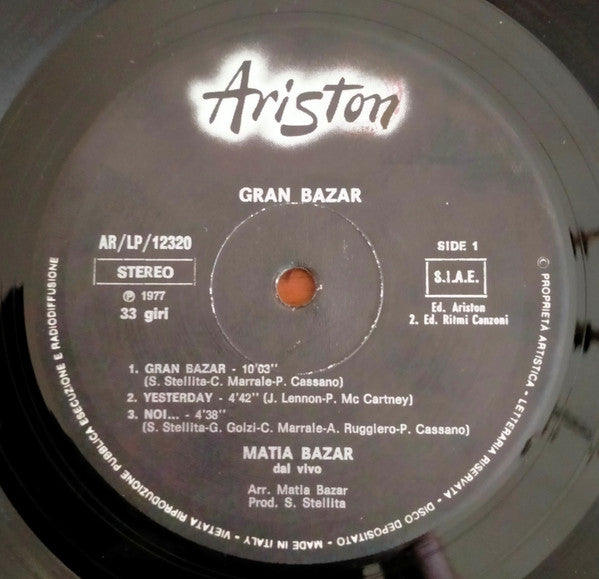 Ariston
GRAN BAZAR
AR/LP/12320
STEREO
℗ 1977
33 giri
SIDE 1
S.I.A.E.
Ed. Ariston
2. Ed. Ritmi Canzoni
1. GRAN BAZAR - 10'03''
(S. Stellita-C. Marrale-P. Cassano)
2. YESTERDAY - 4'42'' (J. Lennon-P. Mc Cartney)
3. NOI... - 4'38''
(S. Stellita-G. Golzi-C. Marrale-A. Ruggiero-P. Cassano)
MATIA BAZAR
dal vivo
Arr. Matia Bazar
Prod. S. Stellita
© PROPRIETÀ ARTISTICA - LETTERARIA RISERVATA - DISCO DEPOSITATO - MADE IN ITALY - VIETATA RIPRODUZIONE PUBBLICA ESECUZIONE E RADIODIFFUSIONE